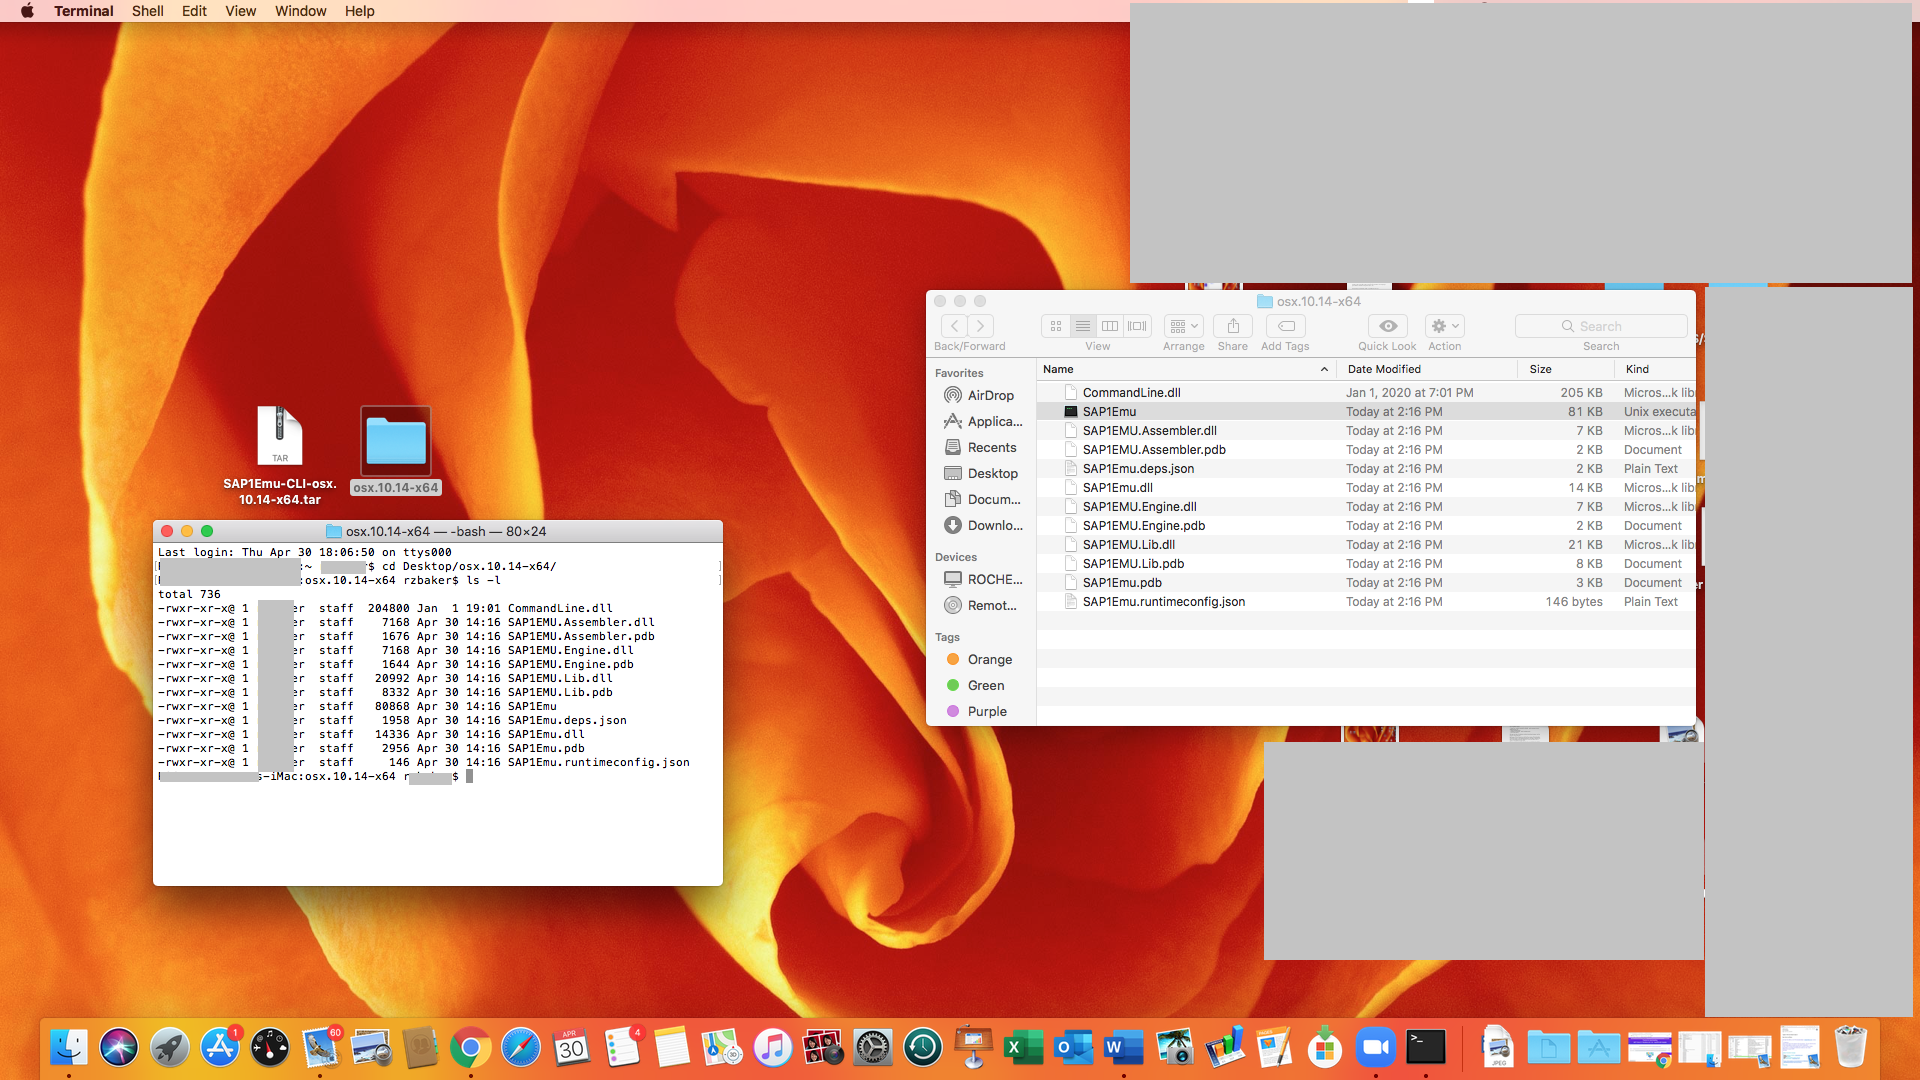 Terminal Shell Edit View Window Help
TAR
SAP1Emu-CLI-osx.
10.14-x64.tar
osx.10.14-x64
osx.10.14-x64 — -bash — 80×24
Last login: Thu Apr 30 18:06:50 on ttys000
:~ $ cd Desktop/osx.10.14-x64/
:osx.10.14-x64 rzbaker$ ls -l
total 736
-rwxr-xr-x@ 1 er staff 204800 Jan 1 19:01 CommandLine.dll
-rwxr-xr-x@ 1 er staff 7168 Apr 30 14:16 SAP1EMU.Assembler.dll
-rwxr-xr-x@ 1 er staff 1676 Apr 30 14:16 SAP1EMU.Assembler.pdb
-rwxr-xr-x@ 1 er staff 7168 Apr 30 14:16 SAP1EMU.Engine.dll
-rwxr-xr-x@ 1 er staff 1644 Apr 30 14:16 SAP1EMU.Engine.pdb
-rwxr-xr-x@ 1 er staff 20992 Apr 30 14:16 SAP1EMU.Lib.dll
-rwxr-xr-x@ 1 er staff 8332 Apr 30 14:16 SAP1EMU.Lib.pdb
-rwxr-xr-x@ 1 er staff 80868 Apr 30 14:16 SAP1Emu
-rwxr-xr-x@ 1 er staff 1958 Apr 30 14:16 SAP1Emu.deps.json
-rwxr-xr-x@ 1 er staff 14336 Apr 30 14:16 SAP1Emu.dll
-rwxr-xr-x@ 1 er staff 2956 Apr 30 14:16 SAP1Emu.pdb
-rwxr-xr-x@ 1 er staff 146 Apr 30 14:16 SAP1Emu.runtimeconfig.json
s-iMac:osx.10.14-x64 $
osx.10.14-x64
Search
Back/Forward View Arrange Share Add Tags Quick Look Action Search
Favorites
AirDrop
Applica...
Recents
Desktop
Docum...
Downlo...
Devices
ROCHE...
Remot...
Tags
Orange
Green
Purple
Name Date Modified Size Kind
CommandLine.dll Jan 1, 2020 at 7:01 PM 205 KB Micros...k lib
SAP1Emu Today at 2:16 PM 81 KB Unix executa
SAP1EMU.Assembler.dll Today at 2:16 PM 7 KB Micros...k lib
SAP1EMU.Assembler.pdb Today at 2:16 PM 2 KB Document
SAP1Emu.deps.json Today at 2:16 PM 2 KB Plain Text
SAP1Emu.dll Today at 2:16 PM 14 KB Micros...k lib
SAP1EMU.Engine.dll Today at 2:16 PM 7 KB Micros...k lib
SAP1EMU.Engine.pdb Today at 2:16 PM 2 KB Document
SAP1EMU.Lib.dll Today at 2:16 PM 21 KB Micros...k lib
SAP1EMU.Lib.pdb Today at 2:16 PM 8 KB Document
SAP1Emu.pdb Today at 2:16 PM 3 KB Document
SAP1Emu.runtimeconfig.json Today at 2:16 PM 146 bytes Plain Text
1
60
APR
30
4
JPEG